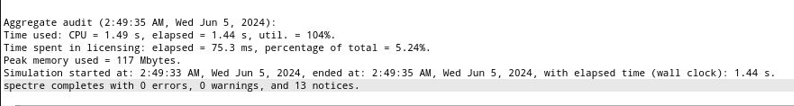 Aggregate audit (2:49:35 AM, Wed Jun 5, 2024):
Time used: CPU = 1.49 s, elapsed = 1.44 s, util. = 104%.
Time spent in licensing: elapsed = 75.3 ms, percentage of total = 5.24%.
Peak memory used = 117 Mbytes.
Simulation started at: 2:49:33 AM, Wed Jun 5, 2024, ended at: 2:49:35 AM, Wed Jun 5, 2024, with elapsed time (wall clock): 1.44 s.
spectre completes with 0 errors, 0 warnings, and 13 notices.